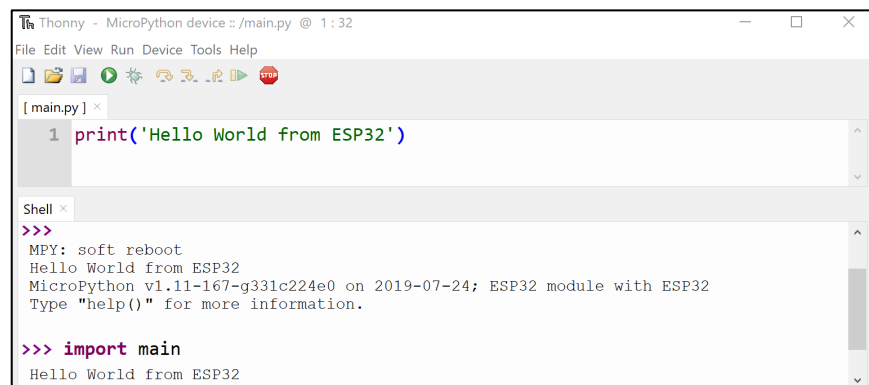 Th Thonny - MicroPython device :: /main.py @ 1 : 32
File Edit View Run Device Tools Help
STOP
[ main.py ] ×
1 print('Hello World from ESP32')
Shell ×
>>>
MPY: soft reboot
Hello World from ESP32
MicroPython v1.11-167-g331c224e0 on 2019-07-24; ESP32 module with ESP32
Type "help()" for more information.
>>> import main
Hello World from ESP32